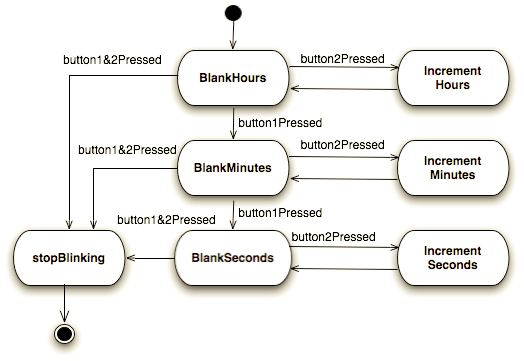 button1&2Pressed
button2Pressed
BlankHours
Increment
Hours
button1Pressed
button2Pressed
button1&2Pressed
BlankMinutes
Increment
Minutes
button1Pressed
button1&2Pressed
button2Pressed
stopBlinking
BlankSeconds
Increment
Seconds